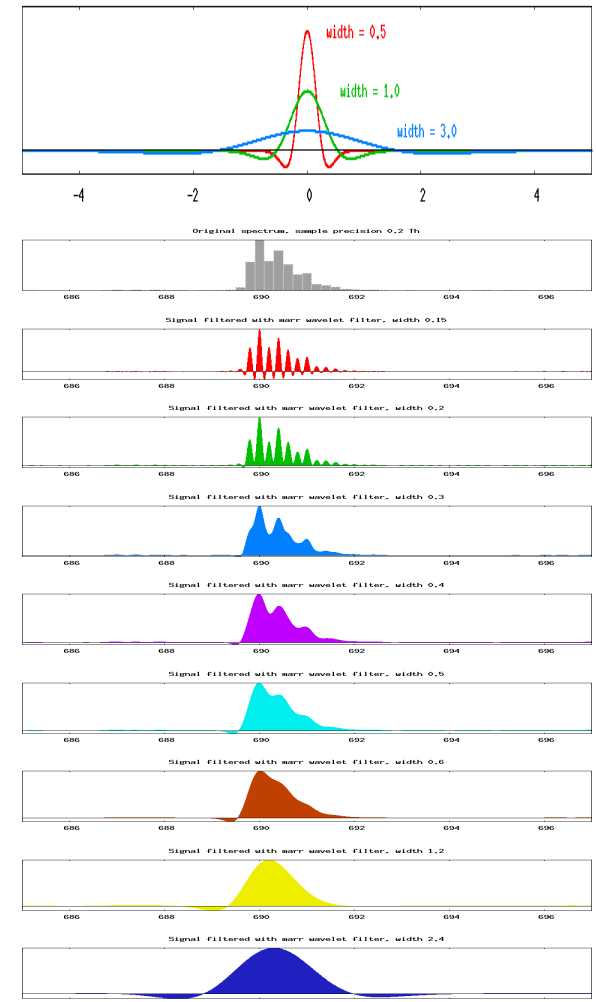 width = 0.5
width = 1.0
width = 3.0
-4 -2 0 2 4
Original spectrum, sample precision 0.2 Th
686 688 690 692 694 696
Signal filtered with marr wavelet filter, width 0.15
686 688 690 692 694 696
Signal filtered with marr wavelet filter, width 0.2
686 688 690 692 694 696
Signal filtered with marr wavelet filter, width 0.3
686 688 690 692 694 696
Signal filtered with marr wavelet filter, width 0.4
686 688 690 692 694 696
Signal filtered with marr wavelet filter, width 0.5
686 688 690 692 694 696
Signal filtered with marr wavelet filter, width 0.6
686 688 690 692 694 696
Signal filtered with marr wavelet filter, width 1.2
686 688 690 692 694 696
Signal filtered with marr wavelet filter, width 2.4